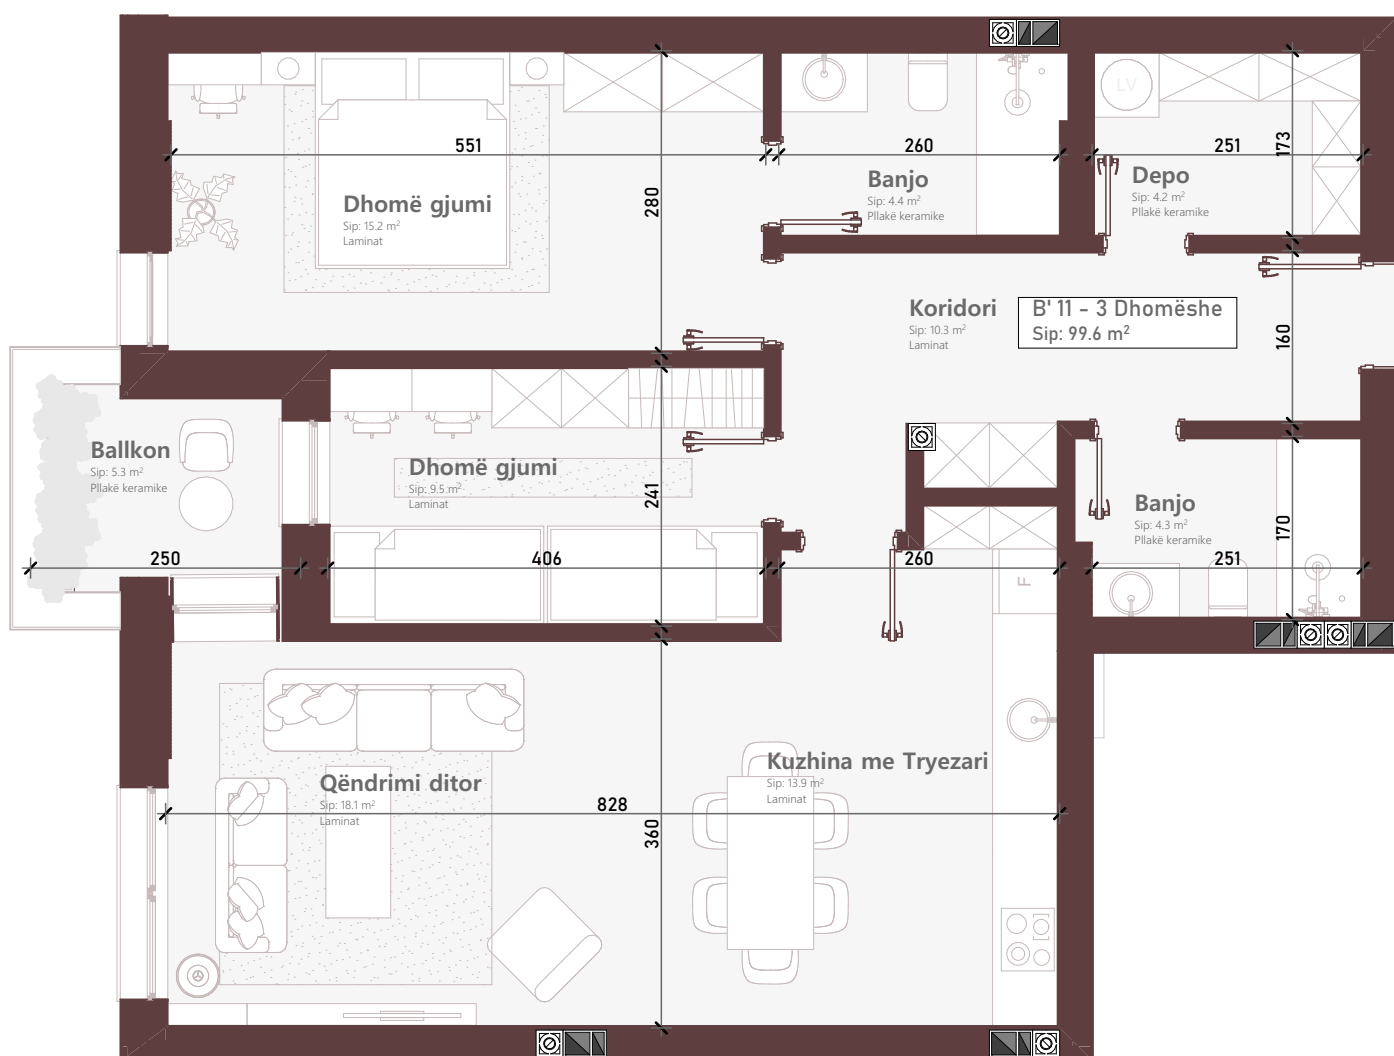 LV
551
260
251
173
280
Dhomë gjumi
Sip: 15.2 m²
Laminat
Banjo
Sip: 4.4 m²
Pllakë keramike
Depo
Sip: 4.2 m²
Pllakë keramike
Koridori
Sip: 10.3 m²
Laminat
B' 11 - 3 Dhomëshe
Sip: 99.6 m²
160
Ballkon
Sip: 5.3 m²
Pllakë keramike
Dhomë gjumi
Sip: 9.5 m²
Laminat
241
Banjo
Sip: 4.3 m²
Pllakë keramike
170
250
406
260
251
F
Qëndrimi ditor
Sip: 18.1 m²
Laminat
Kuzhina me Tryezari
Sip: 13.9 m²
Laminat
828
360